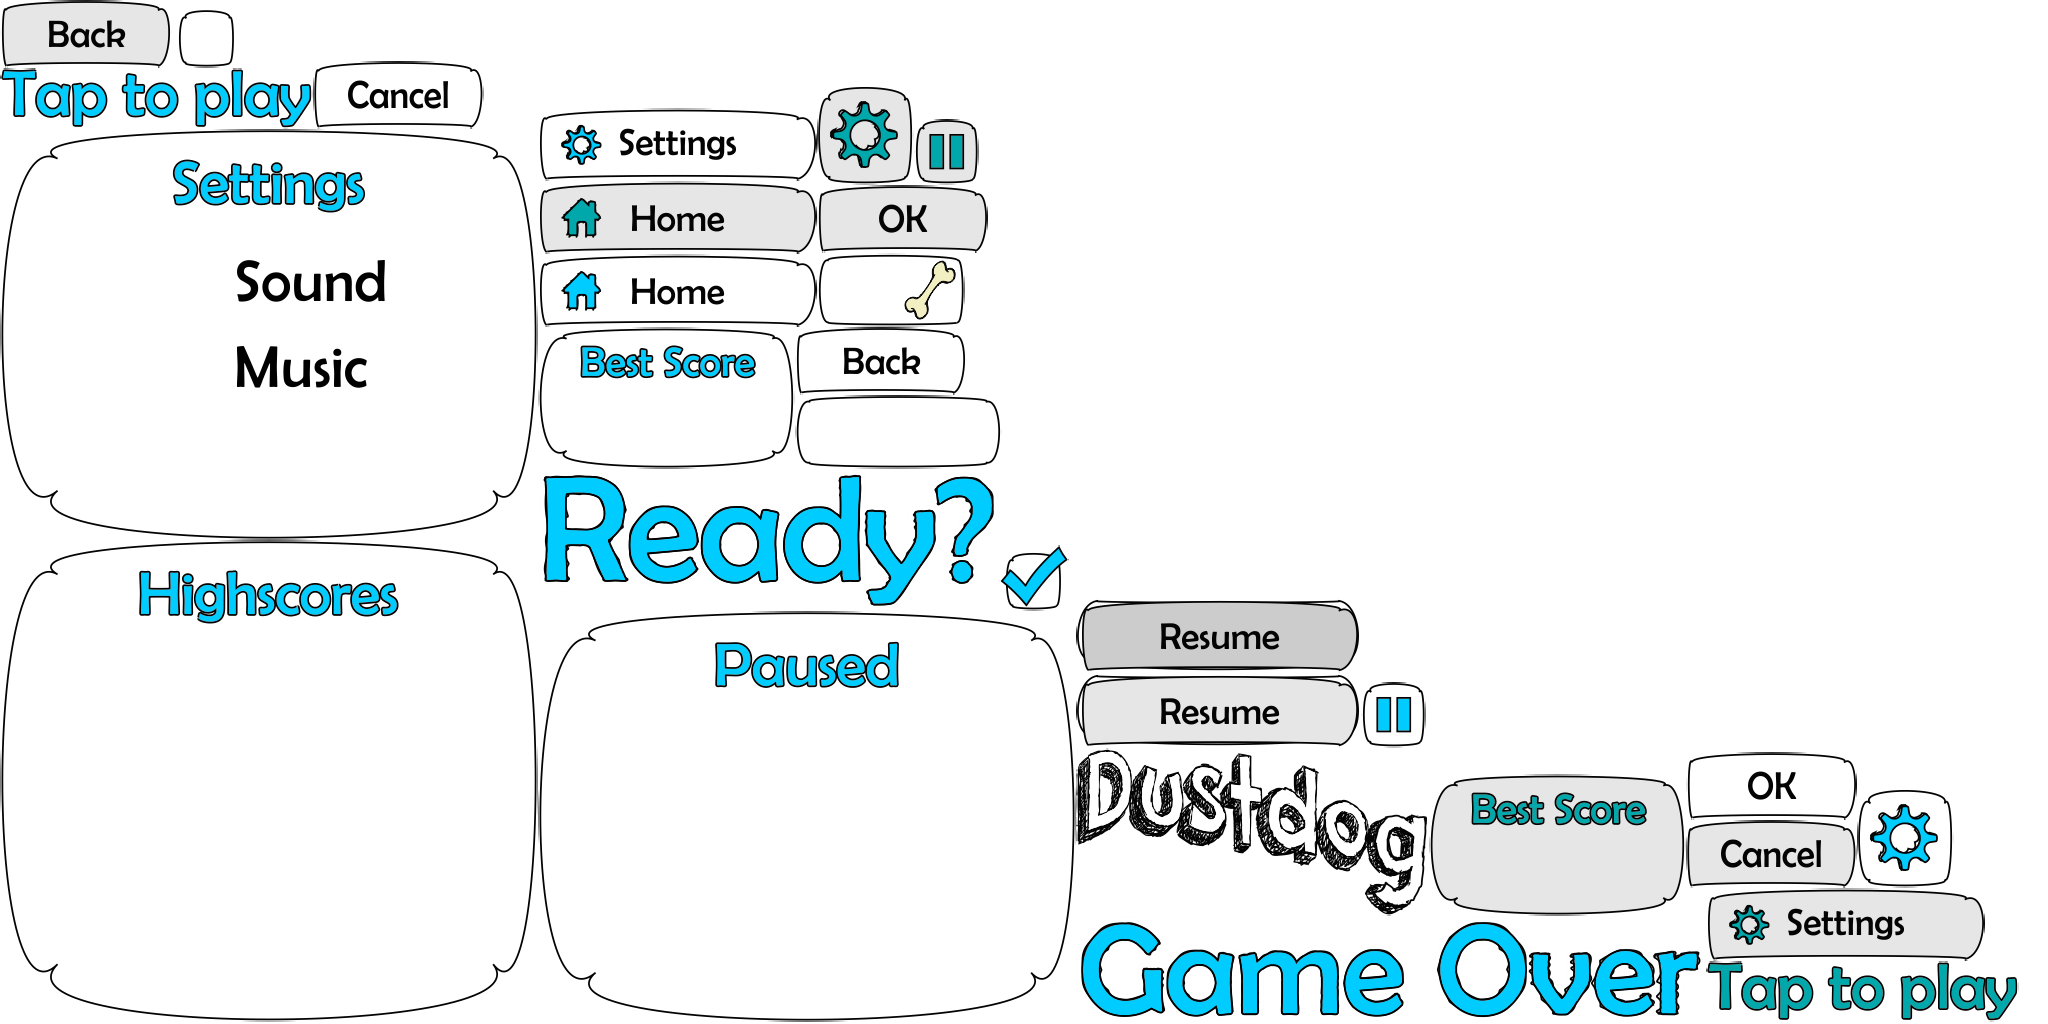 Back
Tap to play
Cancel
Settings
Sound
Music
Settings
Home
OK
Home
Best Score
Back
Ready?
Highscores
Paused
Resume
Resume
Dustdog
Best Score
OK
Cancel
Settings
Game Over
Tap to play